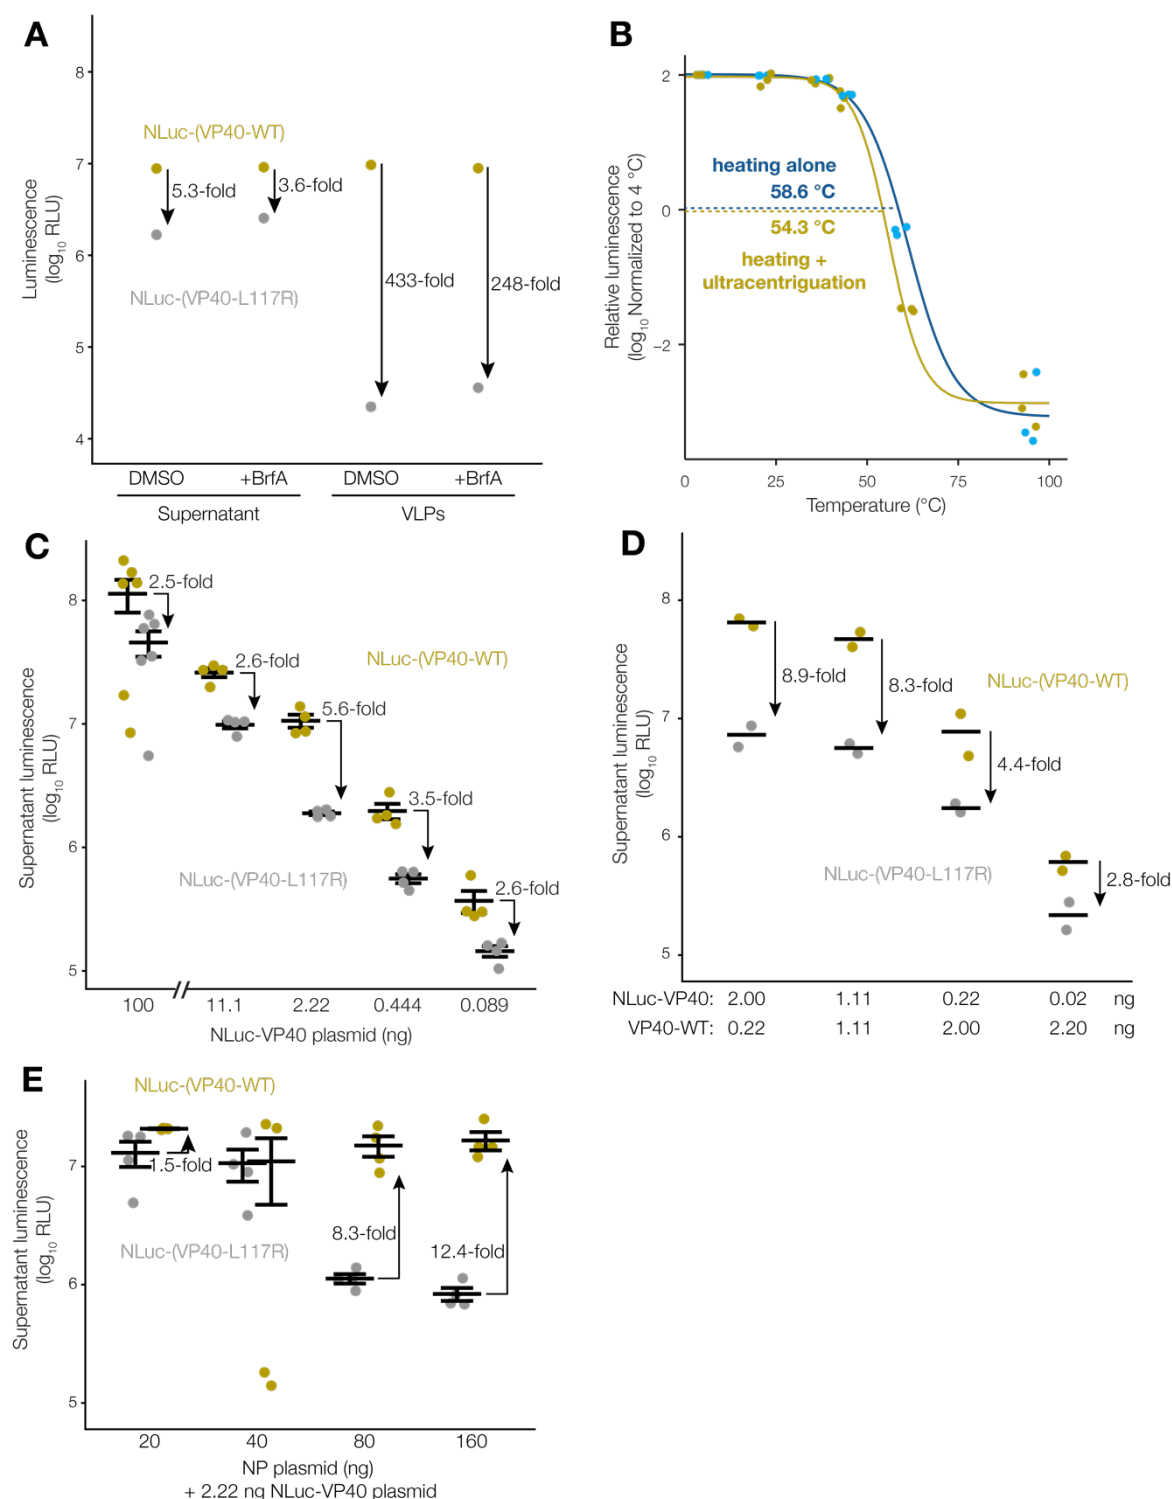 A
8
7
6
5
4
Luminescence
(log10 RLU)
NLuc-(VP40-WT)
5.3-fold
3.6-fold
433-fold
248-fold
NLuc-(VP40-L117R)
DMSO
+BrfA
DMSO
+BrfA
Supernatant
VLPs
B
2
0
−2
Relative luminescence
(log10 Normalized to 4 °C)
heating alone
58.6 °C
54.3 °C
heating +
ultracentriguation
0
25
50
75
100
Temperature (°C)
C
8
7
6
5
Supernatant luminescence
(log10 RLU)
2.5-fold
2.6-fold
5.6-fold
3.5-fold
2.6-fold
NLuc-(VP40-WT)
NLuc-(VP40-L117R)
100
11.1
2.22
0.444
0.089
NLuc-VP40 plasmid (ng)
D
8
7
6
5
Supernatant luminescence
(log10 RLU)
8.9-fold
8.3-fold
4.4-fold
2.8-fold
NLuc-(VP40-WT)
NLuc-(VP40-L117R)
NLuc-VP40: 2.00 1.11 0.22 0.02 ng
VP40-WT: 0.22 1.11 2.00 2.20 ng
E
7
6
5
Supernatant luminescence
(log10 RLU)
NLuc-(VP40-WT)
1.5-fold
NLuc-(VP40-L117R)
8.3-fold
12.4-fold
20
40
80
160
NP plasmid (ng)
+ 2.22 ng NLuc-VP40 plasmid